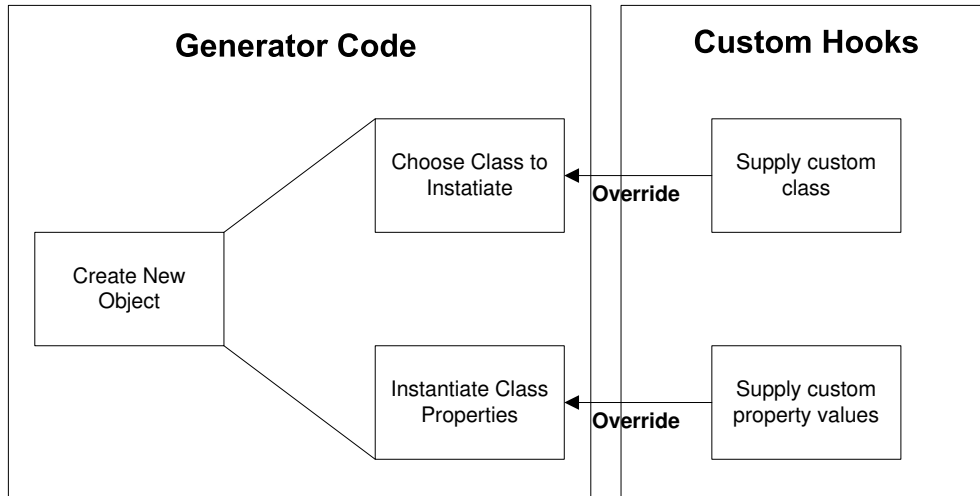 Generator Code
Custom Hooks
Choose Class to
Instatiate
Override
Supply custom
class
Create New
Object
Instantiate Class
Properties
Override
Supply custom
property values